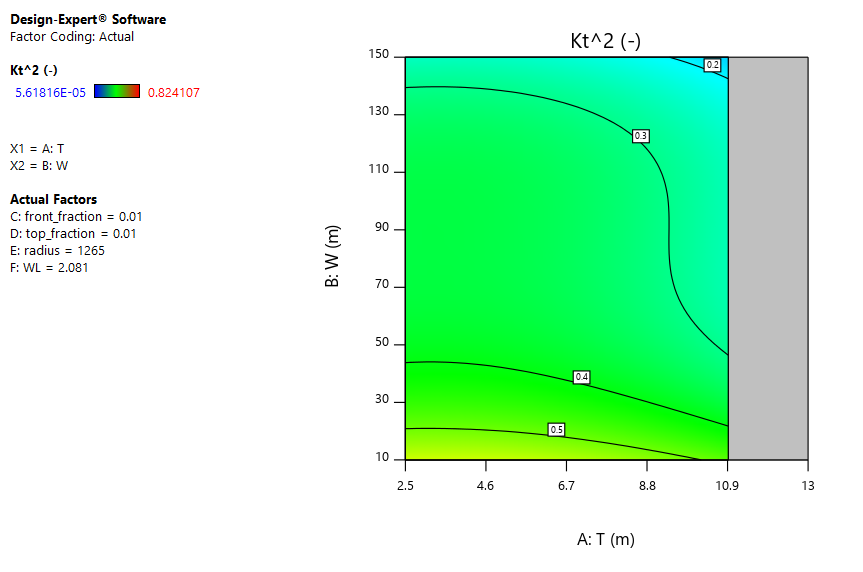 Design-Expert® Software
Factor Coding: Actual
Kt^2 (-)
5.61816E-05 0.824107
X1 = A: T
X2 = B: W
Actual Factors
C: front_fraction = 0.01
D: top_fraction = 0.01
E: radius = 1265
F: WL = 2.081
Kt^2 (-)
B: W (m)
150
130
110
90
70
50
30
10
0.2
0.3
0.4
0.5
2.5 4.6 6.7 8.8 10.9 13
A: T (m)